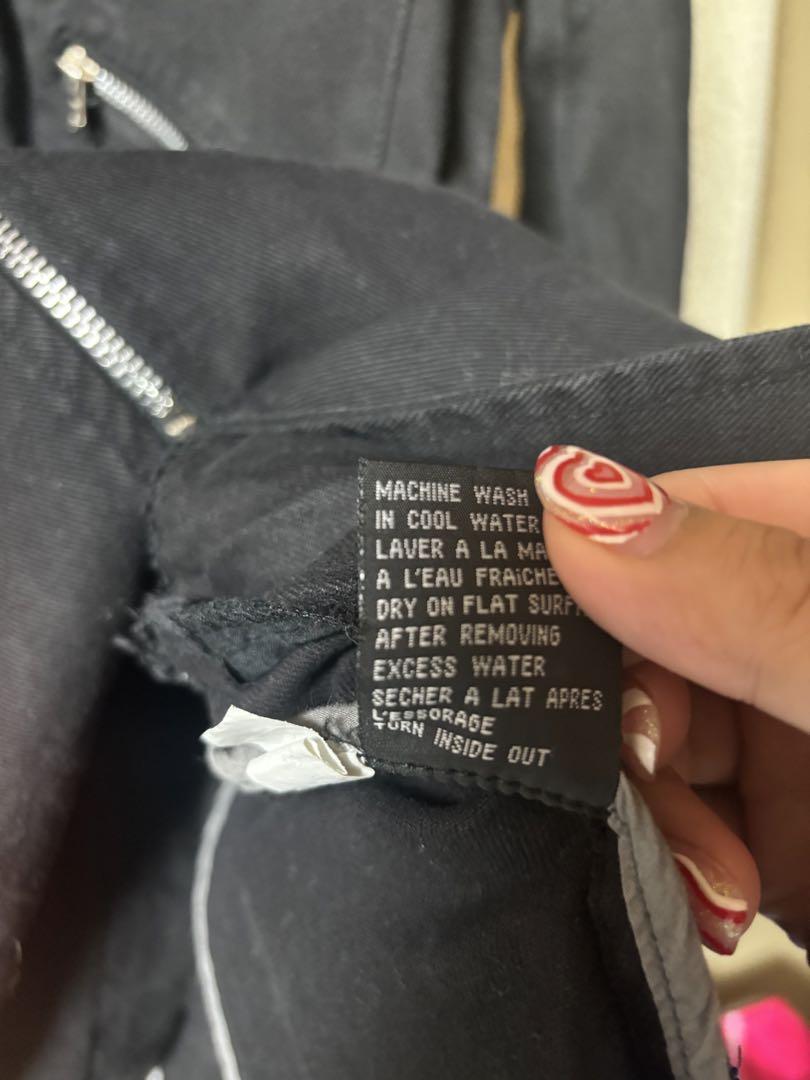 MACHINE WASH
IN COOL WATER
LAVER A LA
A L'EAU FRAiCHE
DRY ON FLAT
AFTER REMOVING
EXCESS WATER
SECHER A LAT APRES
L'ESSORAGE
TURN INSIDE OUT